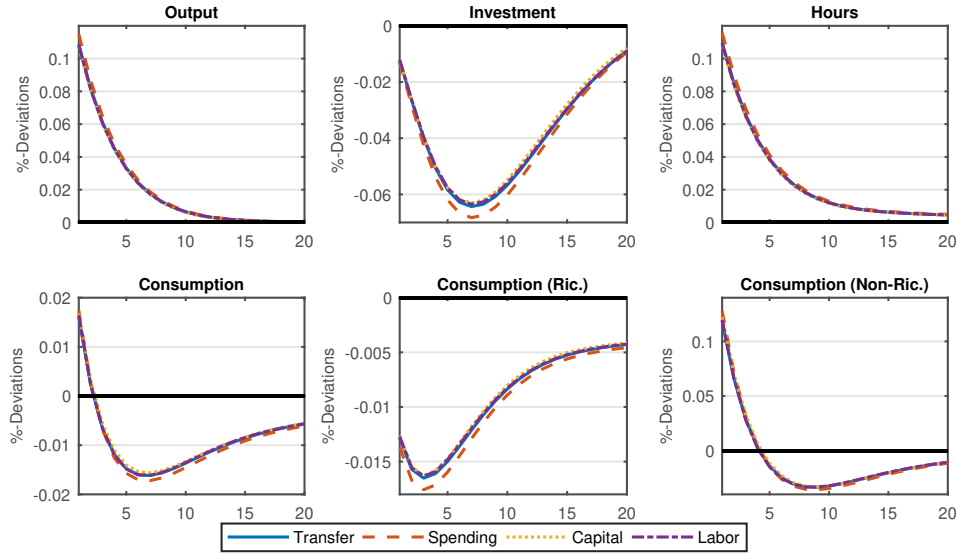 Output
%-Deviations
0.1
0.08
0.06
0.04
0.02
0
5 10 15 20
Investment
%-Deviations
0
-0.02
-0.04
-0.06
5 10 15 20
Hours
%-Deviations
0.1
0.08
0.06
0.04
0.02
0
5 10 15 20
Consumption
%-Deviations
0.02
0.01
0
-0.01
-0.02
5 10 15 20
Consumption (Ric.)
%-Deviations
0
-0.005
-0.01
-0.015
5 10 15 20
Consumption (Non-Ric.)
%-Deviations
0.1
0.05
0
5 10 15 20
Transfer Spending Capital Labor